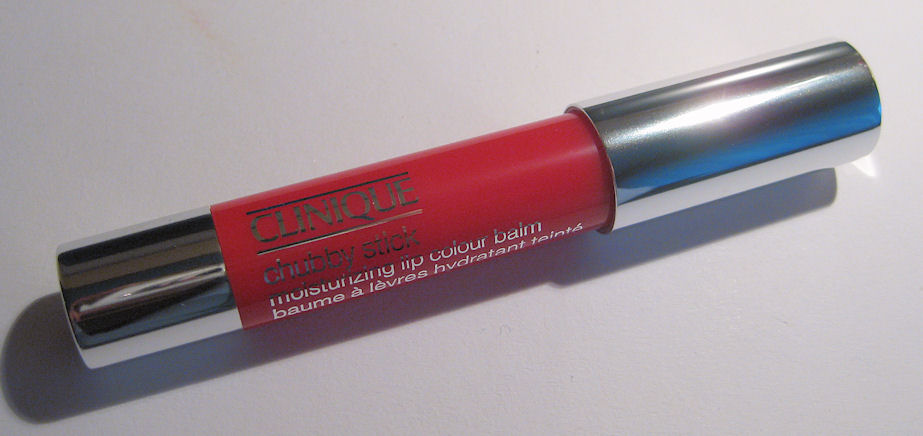 CLINIQUE
chubby stick
moisturizing lip colour balm
baume à lèvres hydratant teinté